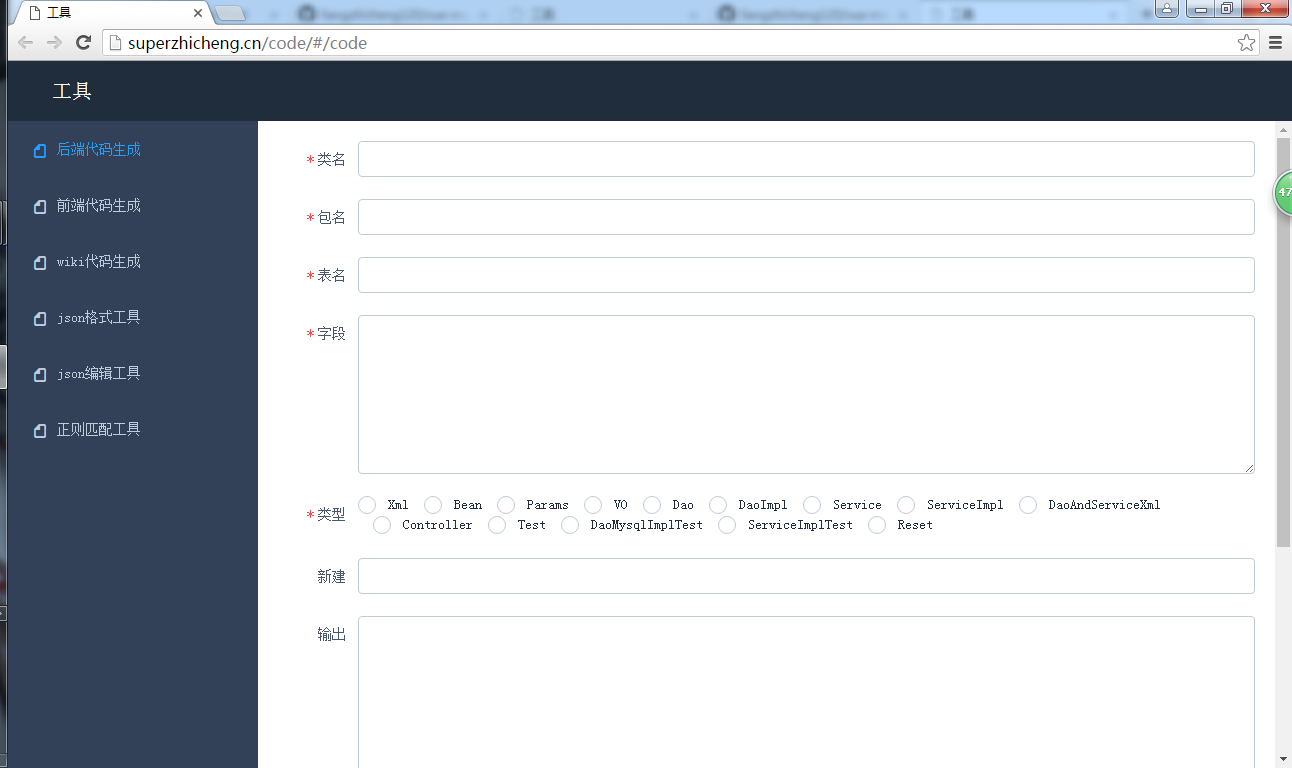 工具
superzhicheng.cn/code/#/code
工具
后端代码生成
前端代码生成
wiki代码生成
json格式工具
json编辑工具
正则匹配工具
*类名
*包名
*表名
*字段
*类型
Xml Bean Params VO Dao DaoImpl Service ServiceImpl DaoAndServiceXml
Controller Test DaoMysqlImplTest ServiceImplTest Reset
新建
输出
47